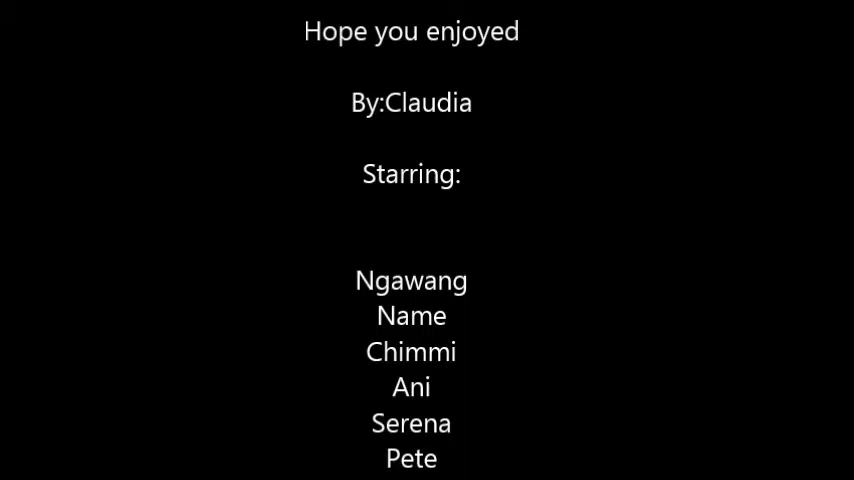 Hope you enjoyed
By:Claudia
Starring:
Ngawang
Name
Chimmi
Ani
Serena
Pete